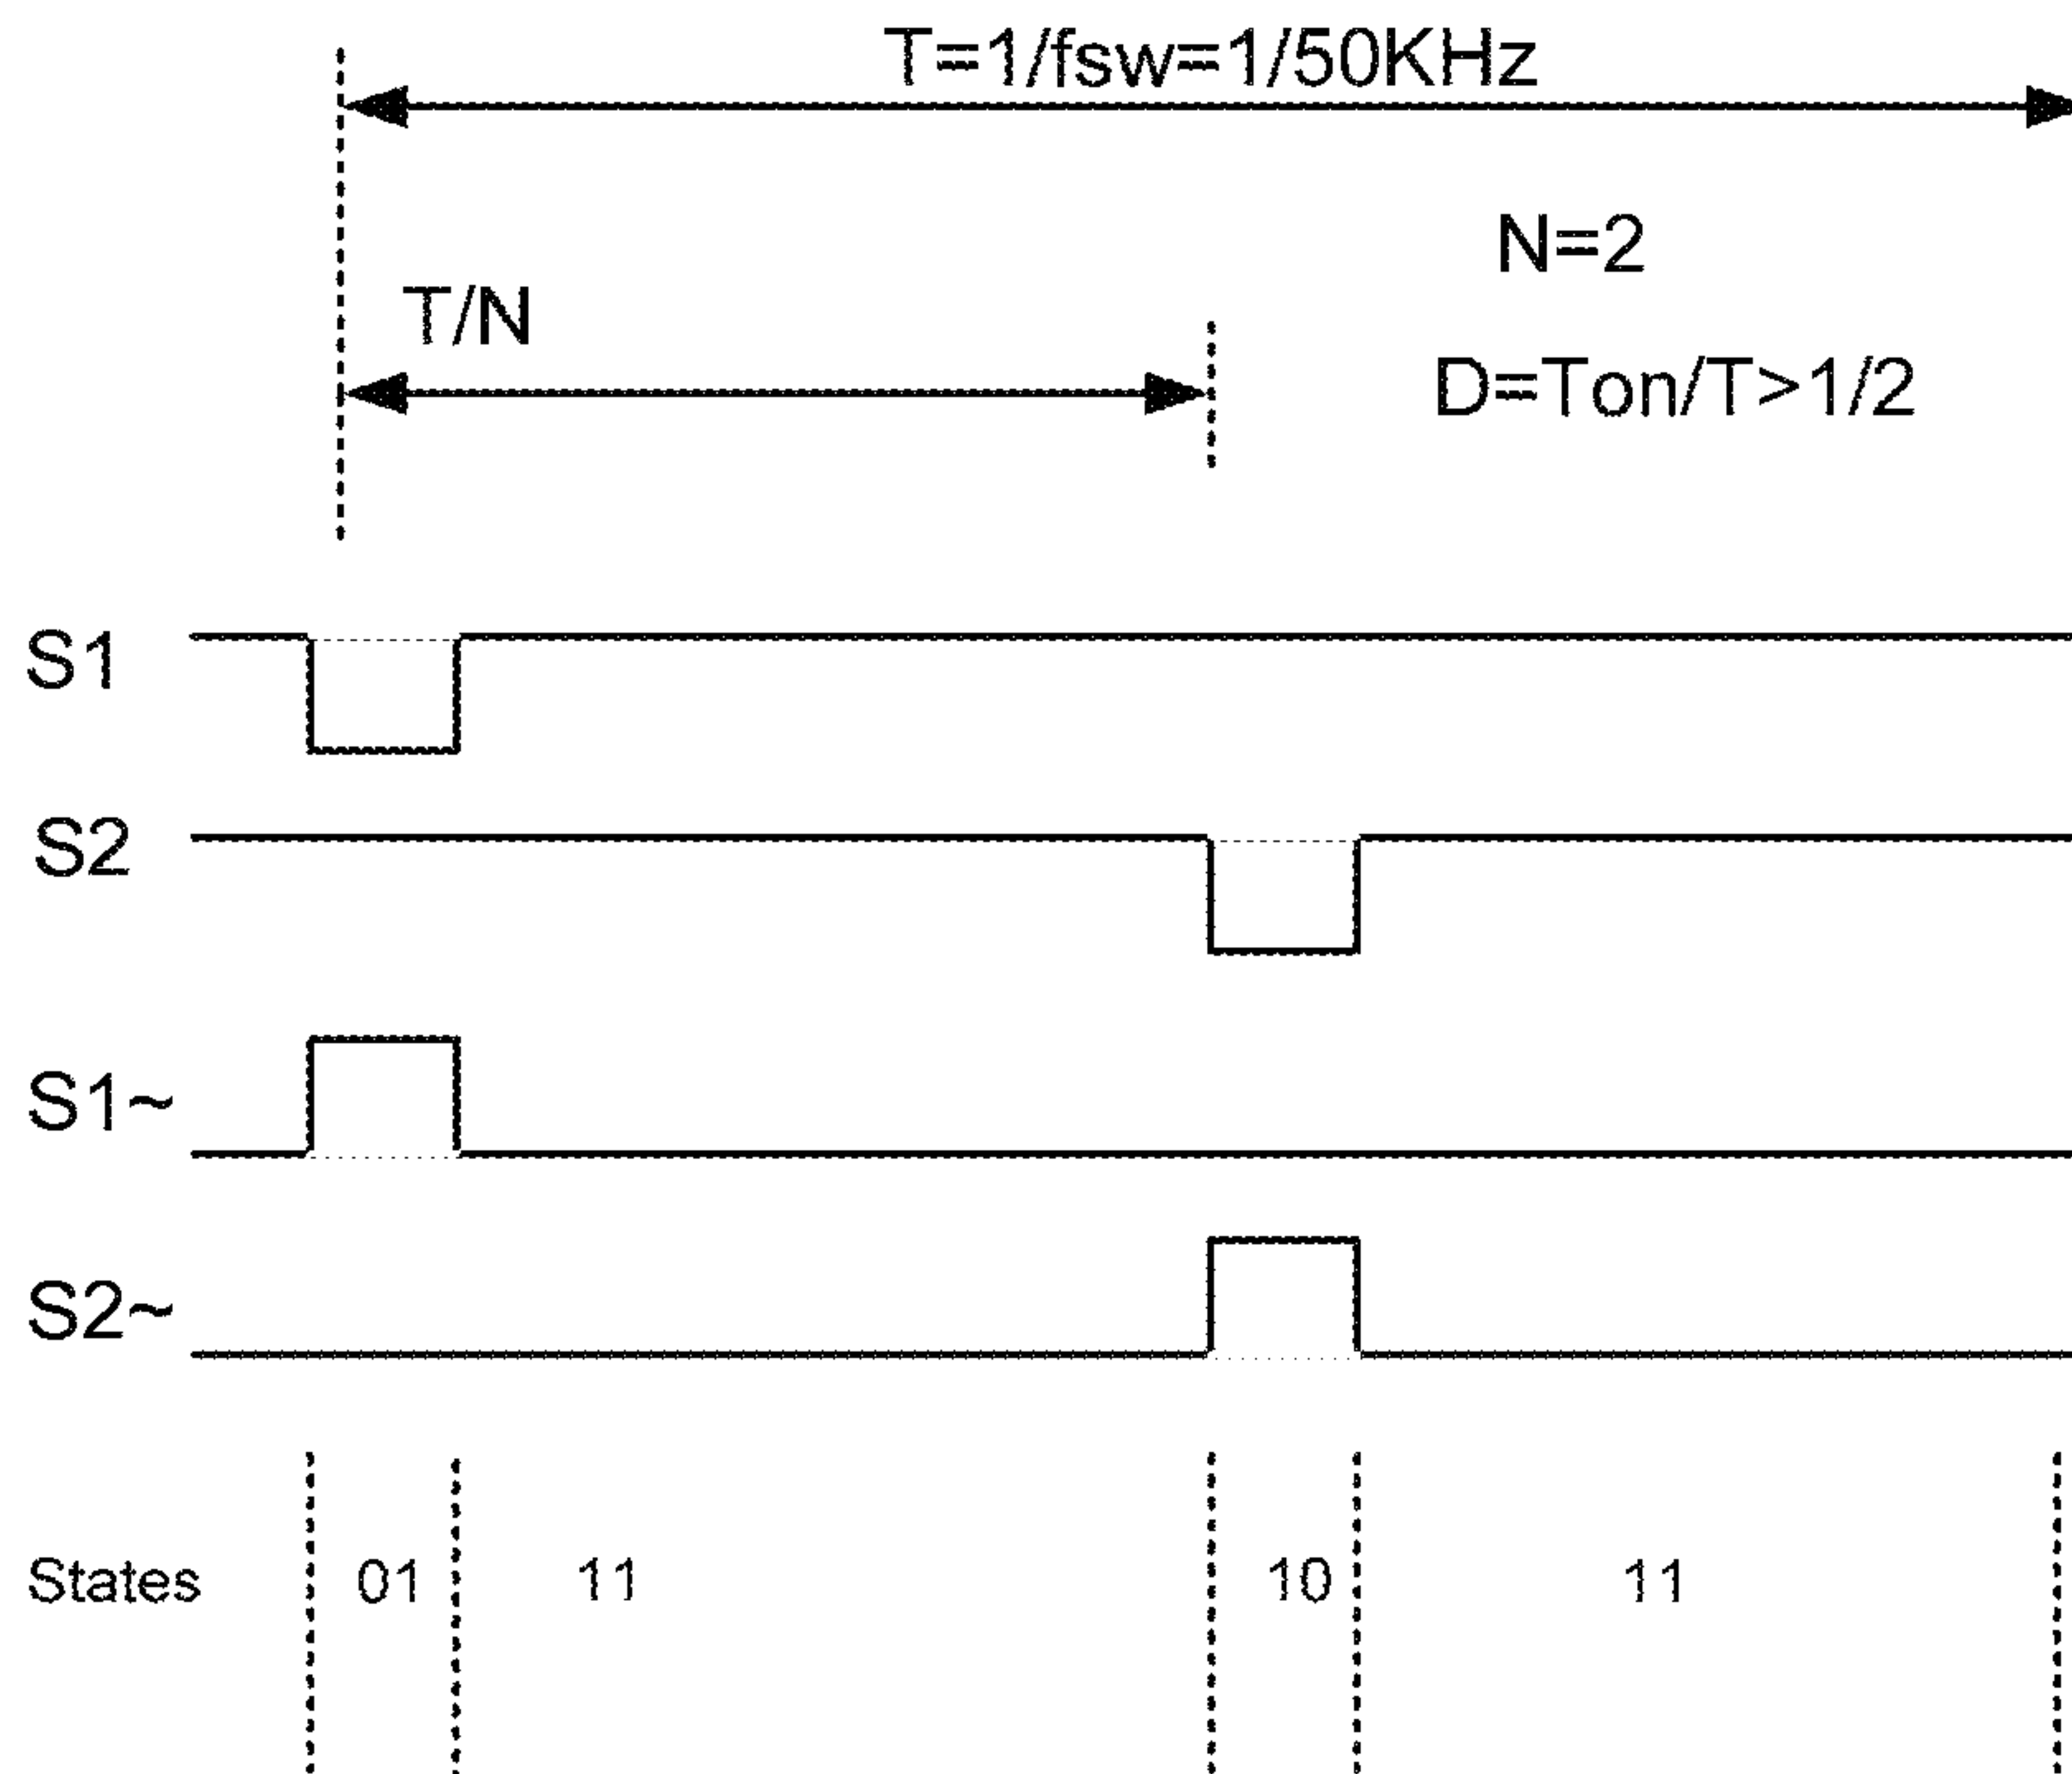 T=1/fsw=1/50KHz
N=2
T/N
D=Ton/T>1/2
S1
S2
S1~
S2~
States 01 11 10 11